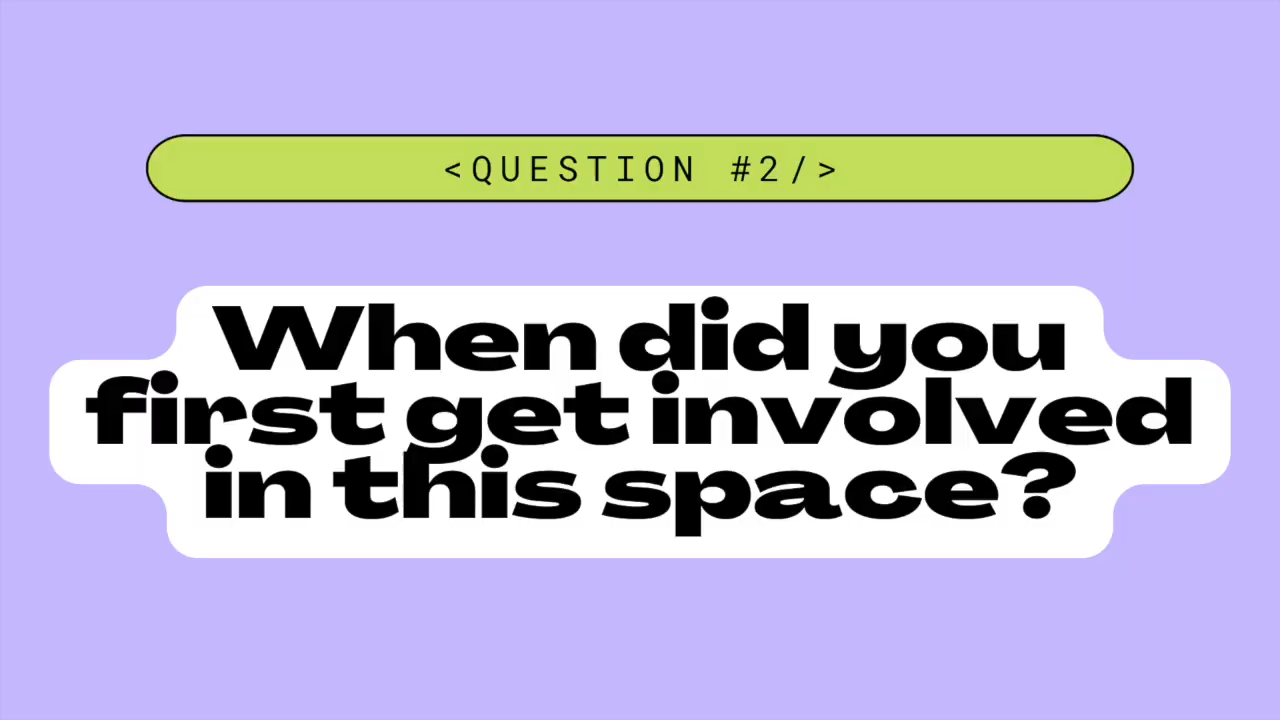 <QUESTION #2/>
When did you
first get involved
in this space?